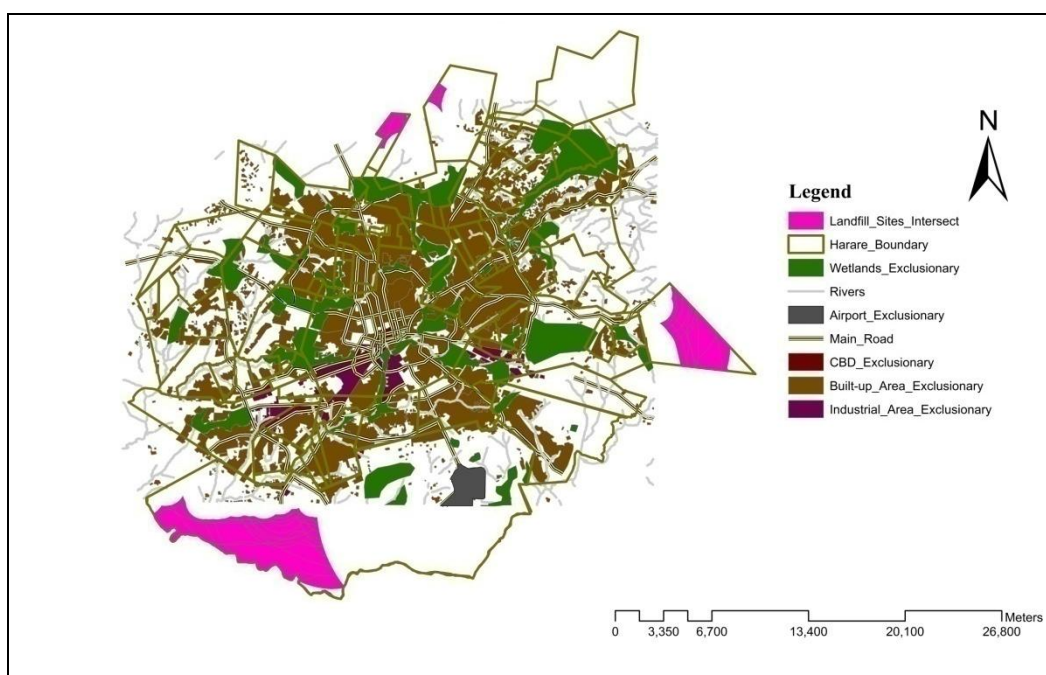 N
Legend
Landfill_Sites_Intersect
Harare_Boundary
Wetlands_Exclusionary
Rivers
Airport_Exclusionary
Main_Road
CBD_Exclusionary
Built-up_Area_Exclusionary
Industrial_Area_Exclusionary
Meters
0 3,350 6,700 13,400 20,100 26,800